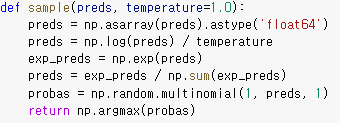 def sample(preds, temperature=1.0):
    preds = np.asarray(preds).astype('float64')
    preds = np.log(preds) / temperature
    exp_preds = np.exp(preds)
    preds = exp_preds / np.sum(exp_preds)
    probas = np.random.multinomial(1, preds, 1)
    return np.argmax(probas)